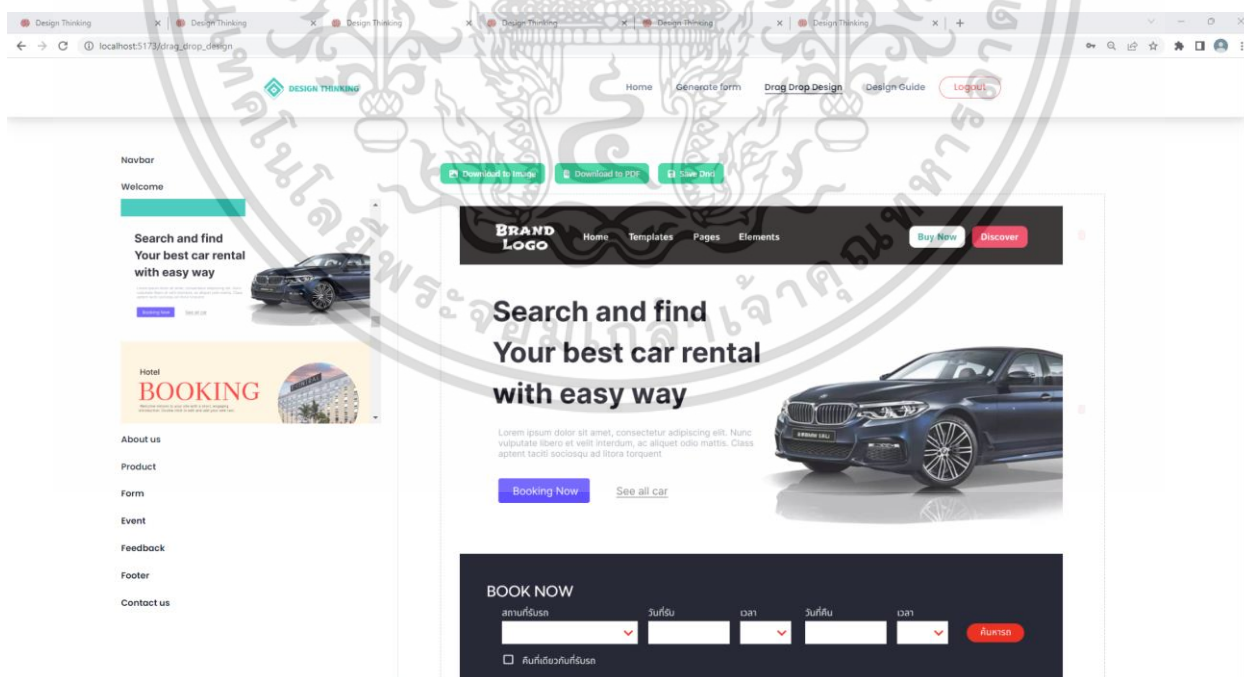 Design Thinking
Design Thinking
Design Thinking
Design Thinking
Design Thinking
Design Thinking
localhost:5173/drag_drop_design
DESIGN THINKING
Home
Generate form
Drag Drop Design
Design Guide
Logout
Navbar
Welcome
Search and find
Your best car rental
with easy way
Booking Now
See all car
Hotel
BOOKING
About us
Product
Form
Event
Feedback
Footer
Contact us
Download to Image
Download to PDF
Save Dnd
BRAND
LOGO
Home
Templates
Pages
Elements
Buy Now
Discover
Search and find
Your best car rental
with easy way
Lorem ipsum dolor sit amet, consectetur adipiscing elit. Nunc
vulputate libero et velit interdum, ac aliquet odio mattis. Class
aptent taciti sociosqu ad litora torquent
Booking Now
See all car
BOOK NOW
สถานที่รับรถ
วันที่รับ
เวลา
วันที่คืน
เวลา
ค้นหารถ
คืนที่เดียวกับที่รับรถ